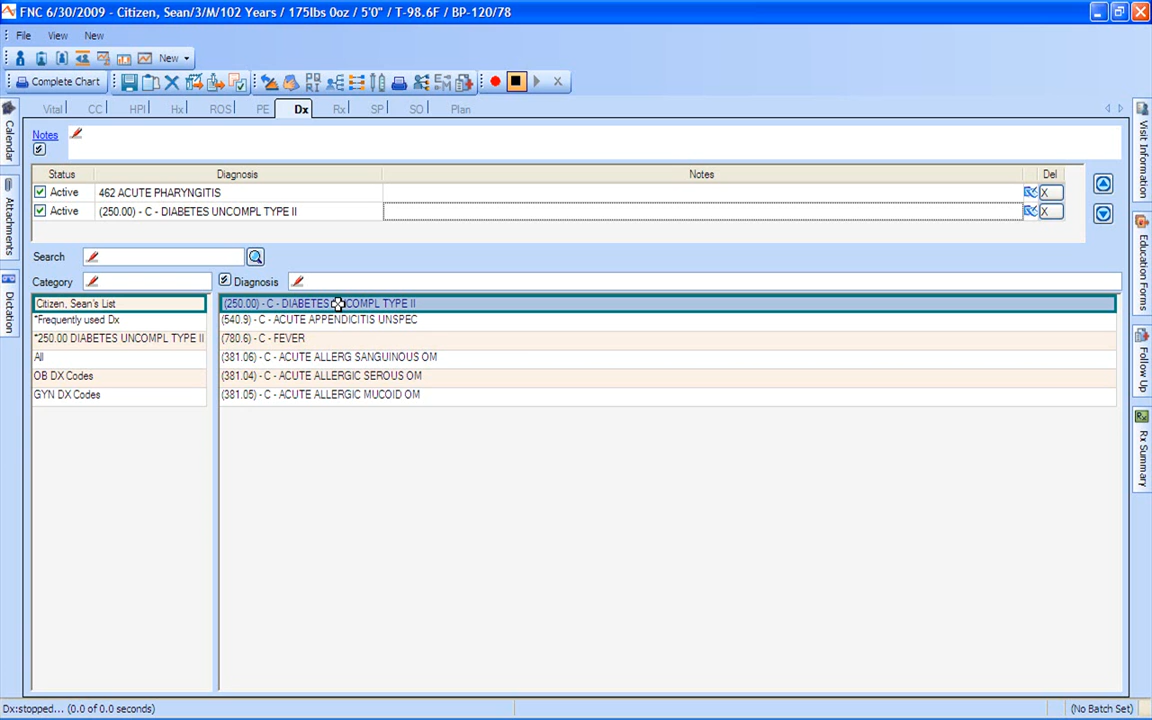 FNC 6/30/2009 - Citizen, Sean/3/M/102 Years / 175lbs 0oz / 5'0" / T-98.6F / BP-120/78
File View New
New
Complete Chart
Vital CC HPI Hx ROS PE Dx Rx SP SO Plan
Calendar
Attachments
Dictation
Notes
Status Diagnosis Notes Del
Active 462 ACUTE PHARYNGITIS X
Active (250.00) - C - DIABETES UNCOMPL TYPE II X
Search
Category Diagnosis
Citizen, Sean's List (250.00) - C - DIABETES UNCOMPL TYPE II
*Frequently used Dx (540.9) - C - ACUTE APPENDICITIS UNSPEC
*250.00 DIABETES UNCOMPL TYPE II (780.6) - C - FEVER
All (381.06) - C - ACUTE ALLERG SANGUINOUS OM
OB DX Codes (381.04) - C - ACUTE ALLERGIC SEROUS OM
GYN DX Codes (381.05) - C - ACUTE ALLERGIC MUCOID OM
Visit Information
Education Forms
Follow Up
Rx Summary
Dx:stopped... (0.0 of 0.0 seconds) (No Batch Set)